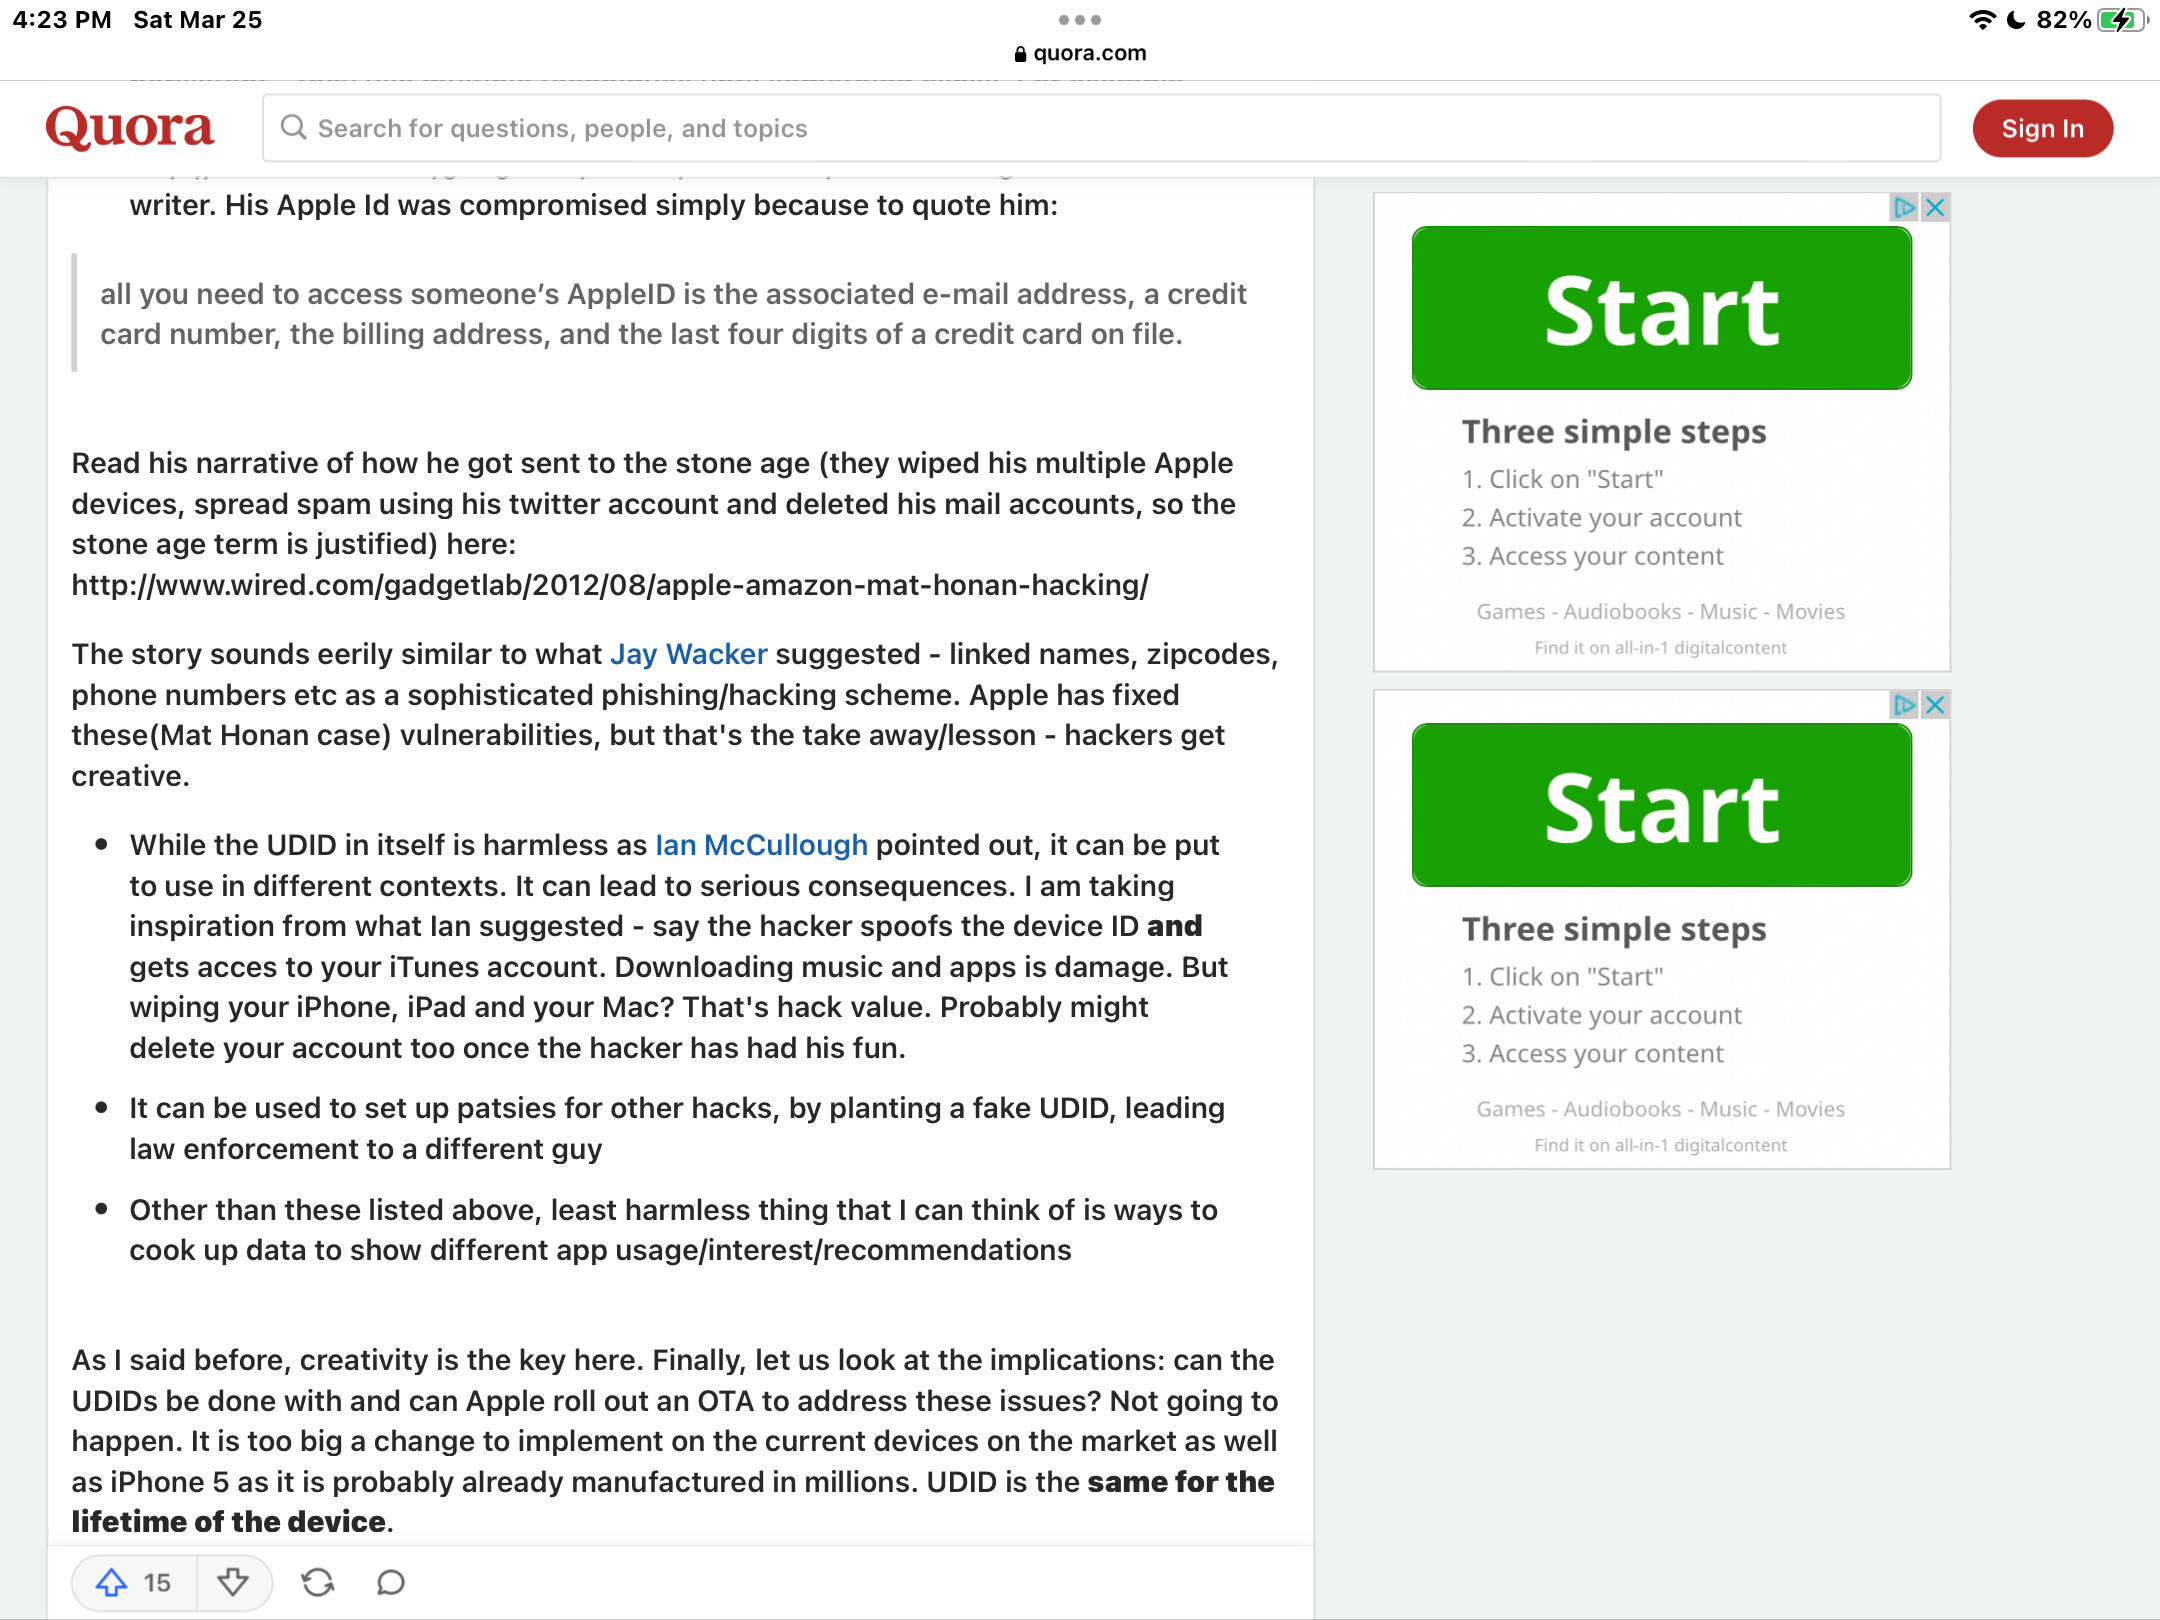 4:23 PM Sat Mar 25
82%
quora.com
Quora
Search for questions, people, and topics
Sign In
writer. His Apple Id was compromised simply because to quote him:
all you need to access someone’s AppleID is the associated e-mail address, a credit
card number, the billing address, and the last four digits of a credit card on file.
Read his narrative of how he got sent to the stone age (they wiped his multiple Apple
devices, spread spam using his twitter account and deleted his mail accounts, so the
stone age term is justified) here:
http://www.wired.com/gadgetlab/2012/08/apple-amazon-mat-honan-hacking/
The story sounds eerily similar to what Jay Wacker suggested - linked names, zipcodes,
phone numbers etc as a sophisticated phishing/hacking scheme. Apple has fixed
these(Mat Honan case) vulnerabilities, but that's the take away/lesson - hackers get
creative.
• While the UDID in itself is harmless as Ian McCullough pointed out, it can be put
to use in different contexts. It can lead to serious consequences. I am taking
inspiration from what Ian suggested - say the hacker spoofs the device ID and
gets acces to your iTunes account. Downloading music and apps is damage. But
wiping your iPhone, iPad and your Mac? That's hack value. Probably might
delete your account too once the hacker has had his fun.
• It can be used to set up patsies for other hacks, by planting a fake UDID, leading
law enforcement to a different guy
• Other than these listed above, least harmless thing that I can think of is ways to
cook up data to show different app usage/interest/recommendations
As I said before, creativity is the key here. Finally, let us look at the implications: can the
UDIDs be done with and can Apple roll out an OTA to address these issues? Not going to
happen. It is too big a change to implement on the current devices on the market as well
as iPhone 5 as it is probably already manufactured in millions. UDID is the same for the
lifetime of the device.
15
Start
Three simple steps
1. Click on "Start"
2. Activate your account
3. Access your content
Games - Audiobooks - Music - Movies
Find it on all-in-1 digitalcontent
Start
Three simple steps
1. Click on "Start"
2. Activate your account
3. Access your content
Games - Audiobooks - Music - Movies
Find it on all-in-1 digitalcontent